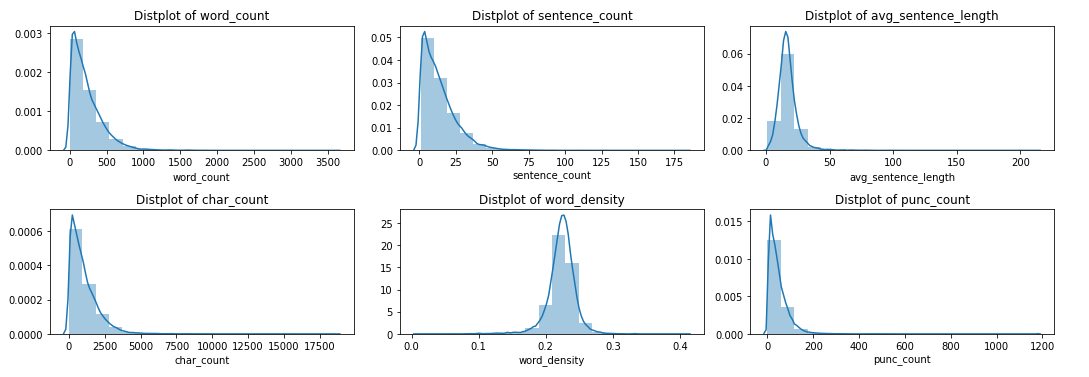 Distplot of word_count
0.003
0.002
0.001
0.000
0 500 1000 1500 2000 2500 3000 3500
word_count
Distplot of sentence_count
0.05
0.04
0.03
0.02
0.01
0.00
0 25 50 75 100 125 150 175
sentence_count
Distplot of avg_sentence_length
0.06
0.04
0.02
0.00
0 50 100 150 200
avg_sentence_length
Distplot of char_count
0.0006
0.0004
0.0002
0.0000
0 2500 5000 7500 10000 12500 15000 17500
char_count
Distplot of word_density
25
20
15
10
5
0
0.0 0.1 0.2 0.3 0.4
word_density
Distplot of punc_count
0.015
0.010
0.005
0.000
0 200 400 600 800 1000 1200
punc_count